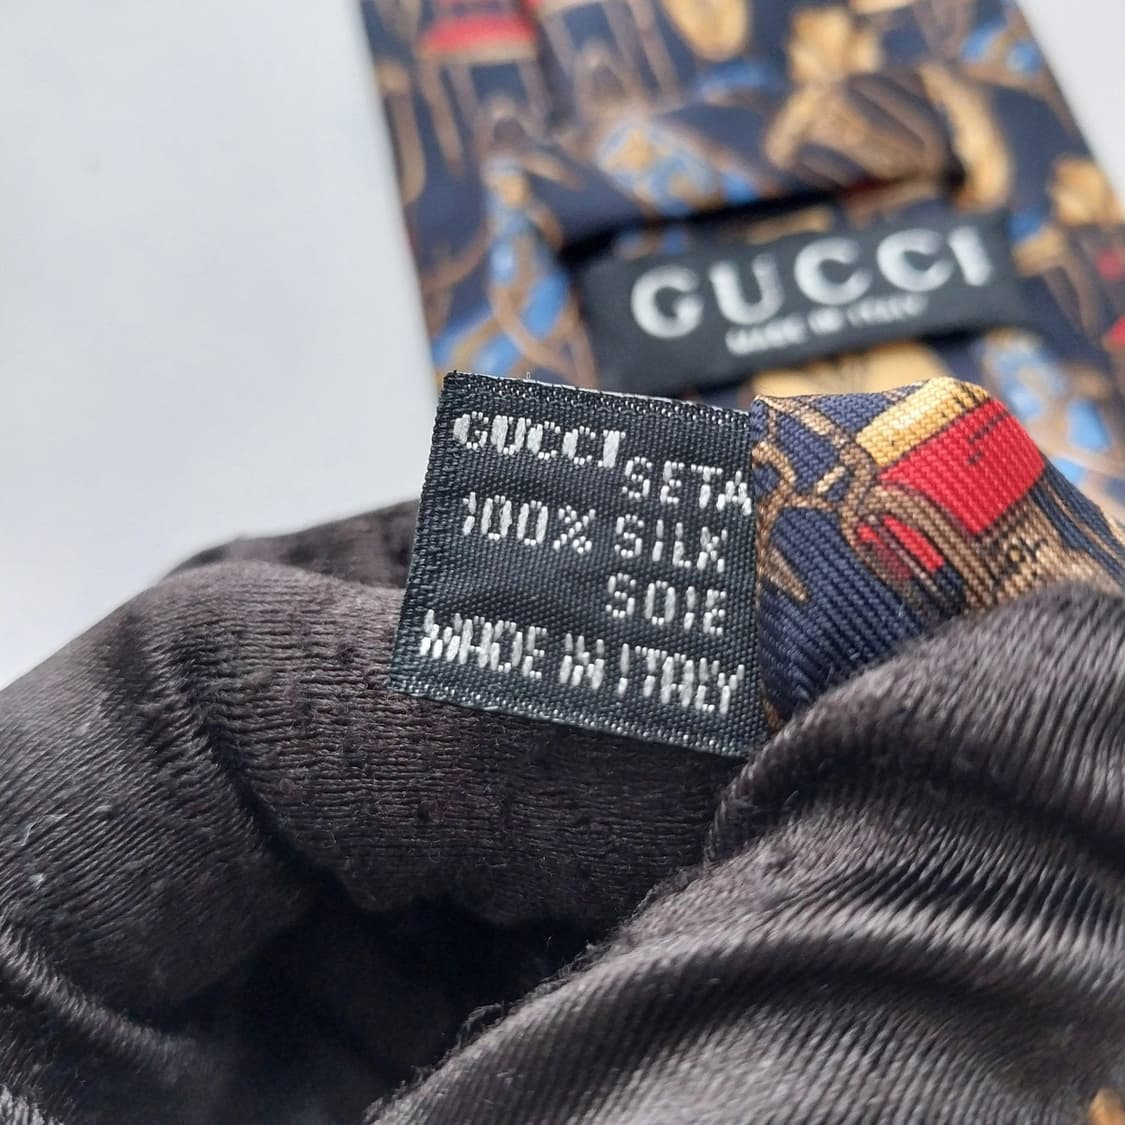 GUCCI
MADE IN ITALY
GUCCI SETA
100% SILK
SOIE
MADE IN ITALY